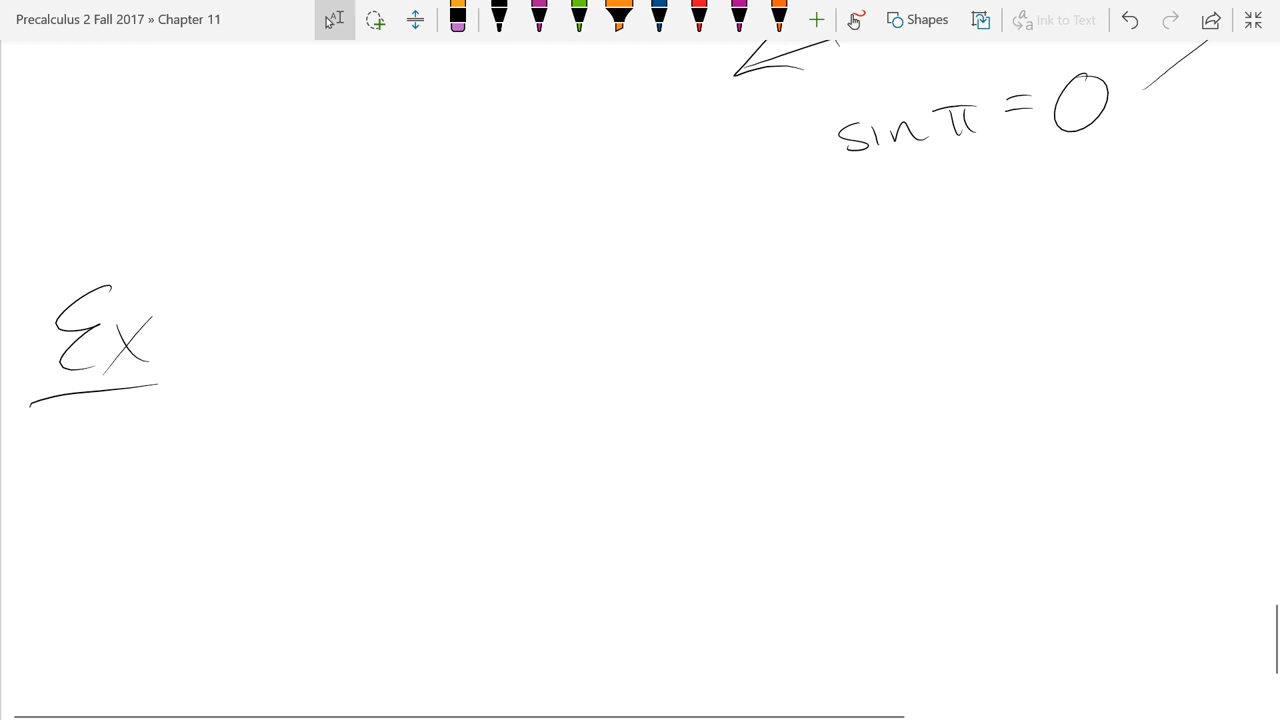 Precalculus 2 Fall 2017 » Chapter 11
Shapes
Ink to Text
sin π = 0
Ex